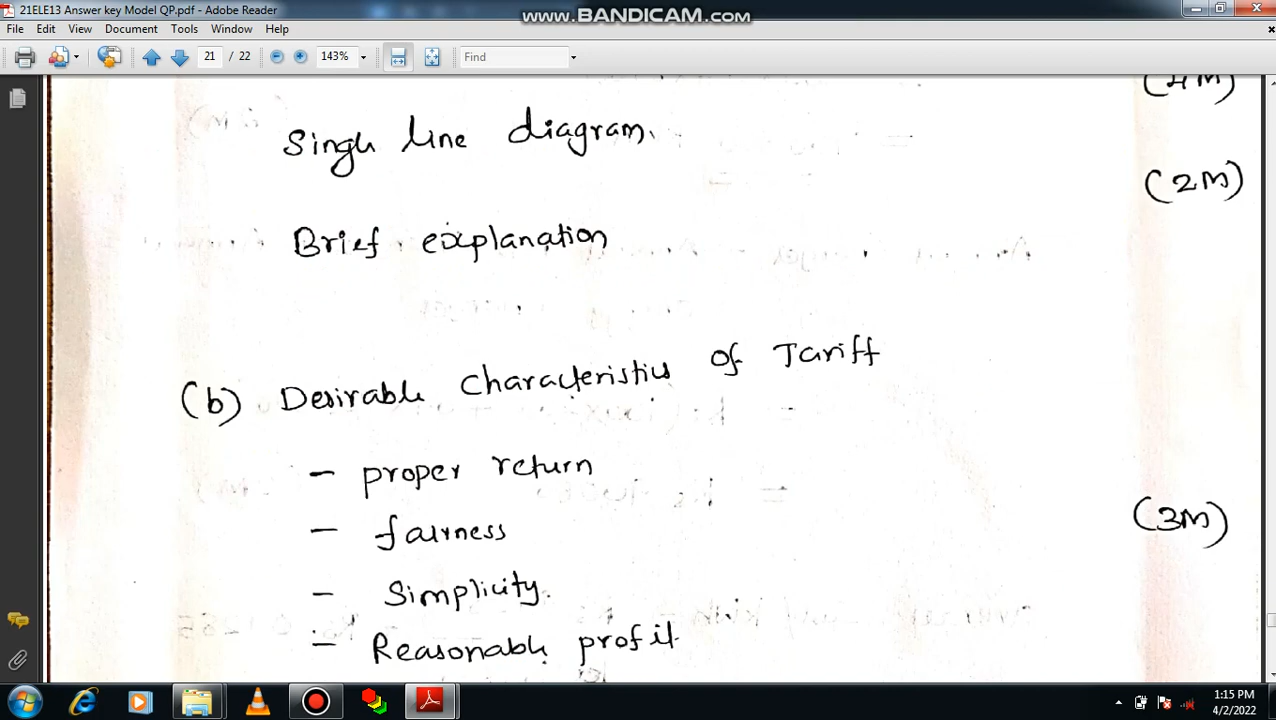 21ELE13 Answer key Model QP.pdf - Adobe Reader
www.BANDICAM.com
File Edit View Document Tools Window Help
21 / 22 143% Find
(4M)
Single line diagram.
(2M)
Brief explanation
(b) Desirable characteristics of Tariff
- proper return
- fairness
(3M)
- Simplicity.
- Reasonable profit
1:15 PM
4/2/2022